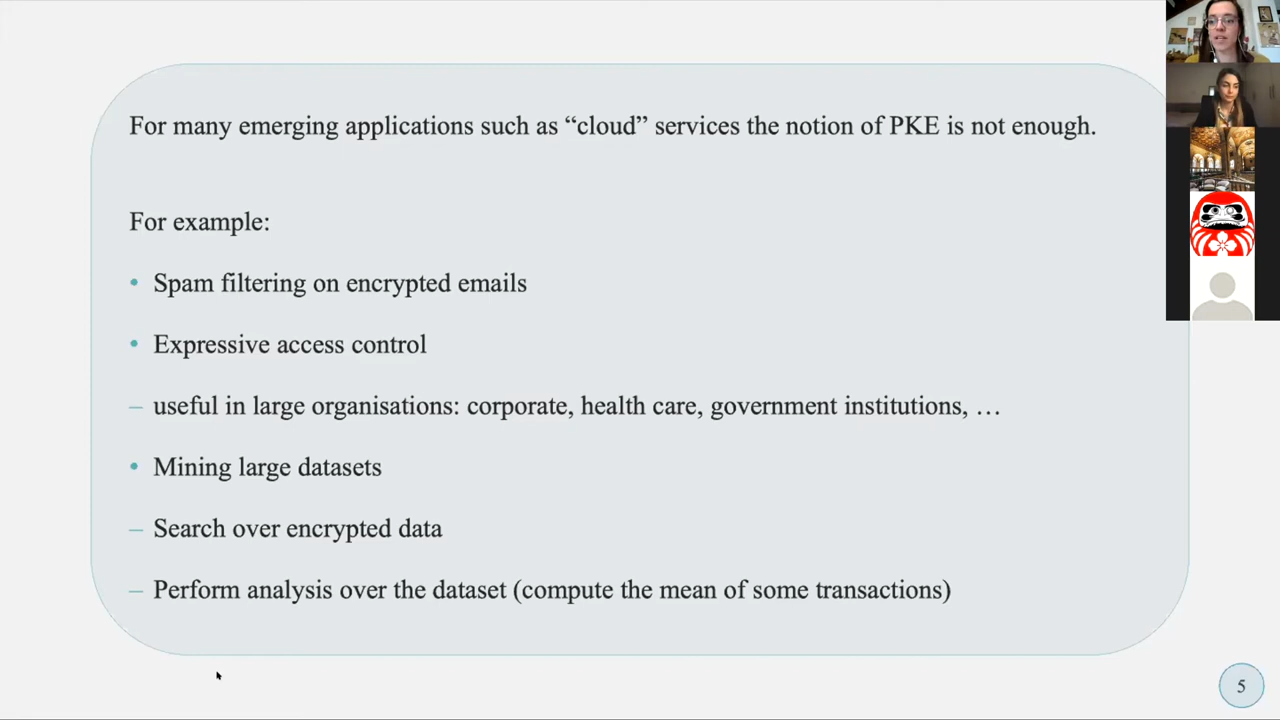 For many emerging applications such as “cloud” services the notion of PKE is not enough.
For example:
• Spam filtering on encrypted emails
• Expressive access control
– useful in large organisations: corporate, health care, government institutions, …
• Mining large datasets
– Search over encrypted data
– Perform analysis over the dataset (compute the mean of some transactions)
5